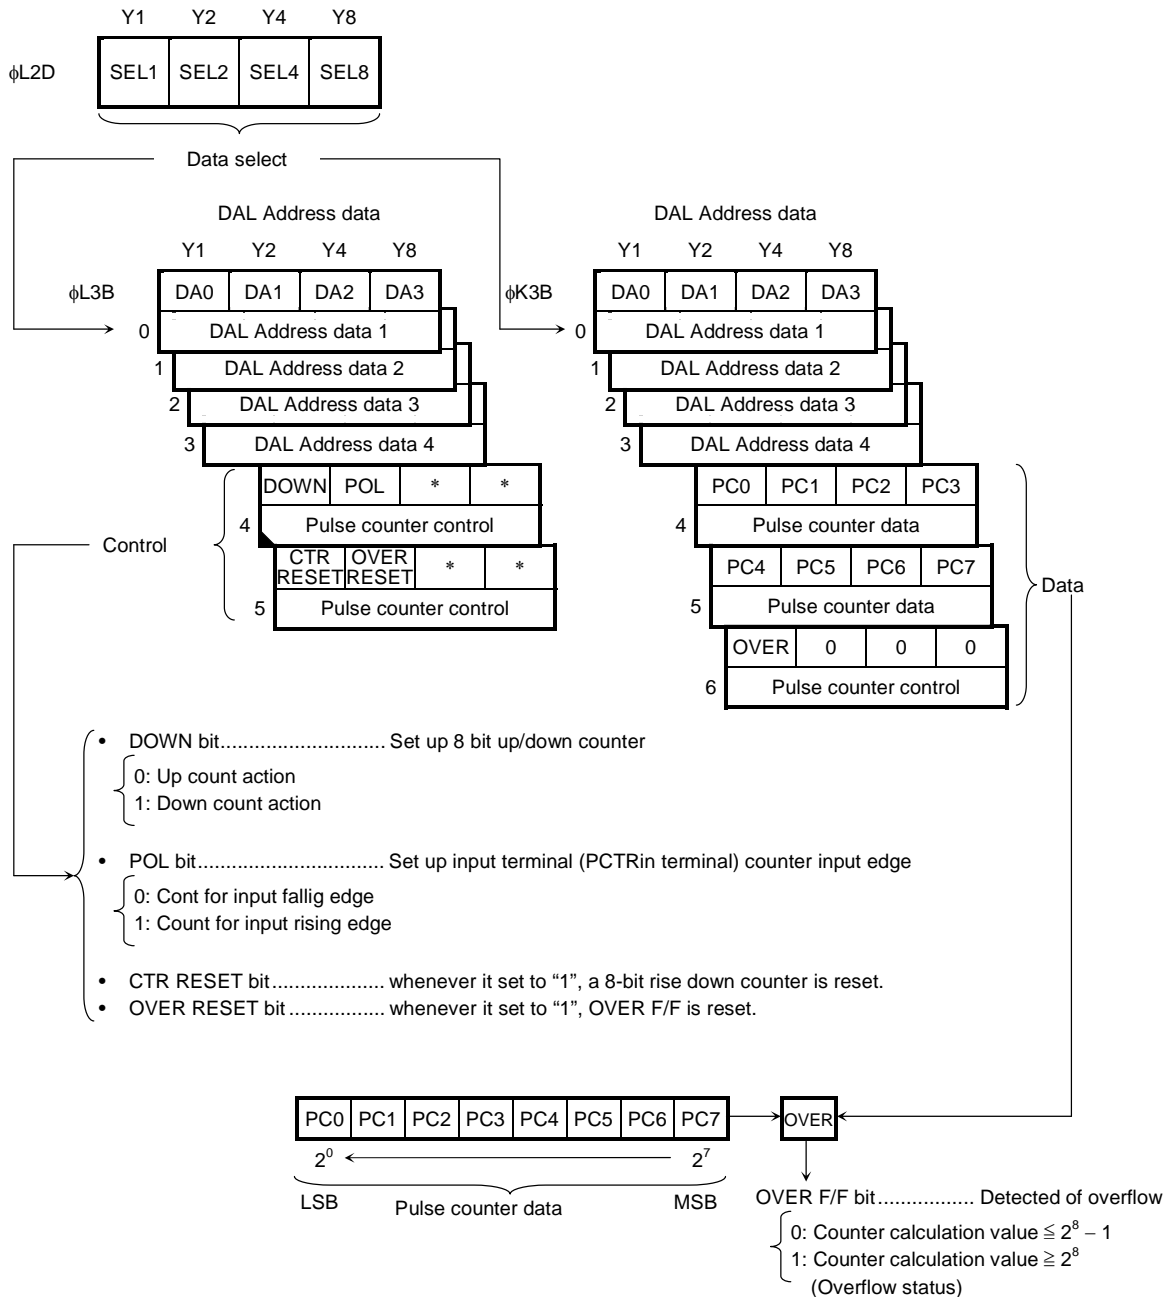 Y1 Y2 Y4 Y8
ϕL2D SEL1 SEL2 SEL4 SEL8
Data select
DAL Address data DAL Address data
Y1 Y2 Y4 Y8 Y1 Y2 Y4 Y8
ϕL3B DA0 DA1 DA2 DA3 ϕK3B DA0 DA1 DA2 DA3
0 DAL Address data 1 0 DAL Address data 1
1 DAL Address data 2 1 DAL Address data 2
2 DAL Address data 3 2 DAL Address data 3
3 DAL Address data 4 3 DAL Address data 4
DOWN POL * * PC0 PC1 PC2 PC3
4 Pulse counter control 4 Pulse counter data
Control
CTR RESET OVER RESET * * PC4 PC5 PC6 PC7
Data
5 Pulse counter control 5 Pulse counter data
OVER 0 0 0
6 Pulse counter control
• DOWN bit............................ Set up 8 bit up/down counter
0: Up count action
1: Down count action
• POL bit................................ Set up input terminal (PCTRin terminal) counter input edge
0: Cont for input fallig edge
1: Count for input rising edge
• CTR RESET bit.................... whenever it set to “1”, a 8-bit rise down counter is reset.
• OVER RESET bit ................. whenever it set to “1”, OVER F/F is reset.
PC0 PC1 PC2 PC3 PC4 PC5 PC6 PC7 OVER
2⁰ 2⁷
LSB Pulse counter data MSB
OVER F/F bit................. Detected of overflow
0: Counter calculation value ≦ 2⁸ – 1
1: Counter calculation value ≧ 2⁸
(Overflow status)